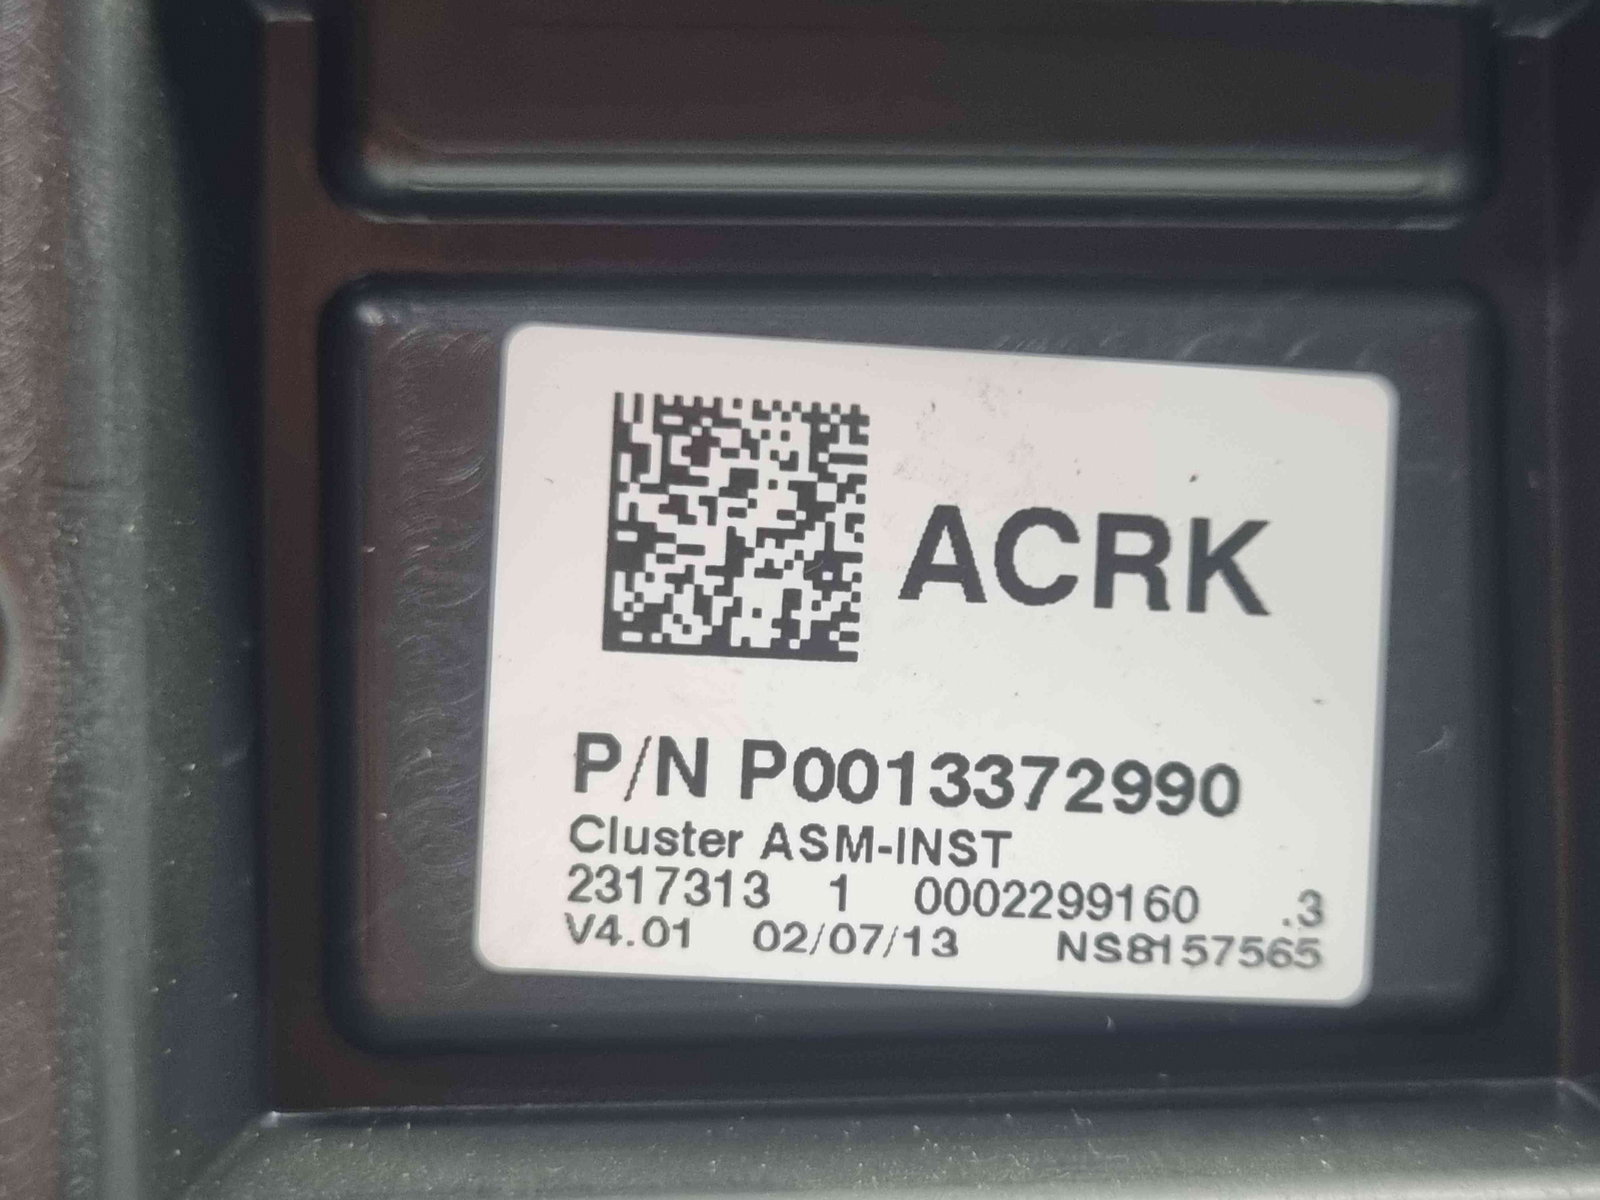 ACRK
P/N P0013372990
Cluster ASM-INST
2317313 1 0002299160 .3
V4.01 02/07/13 NS8157565